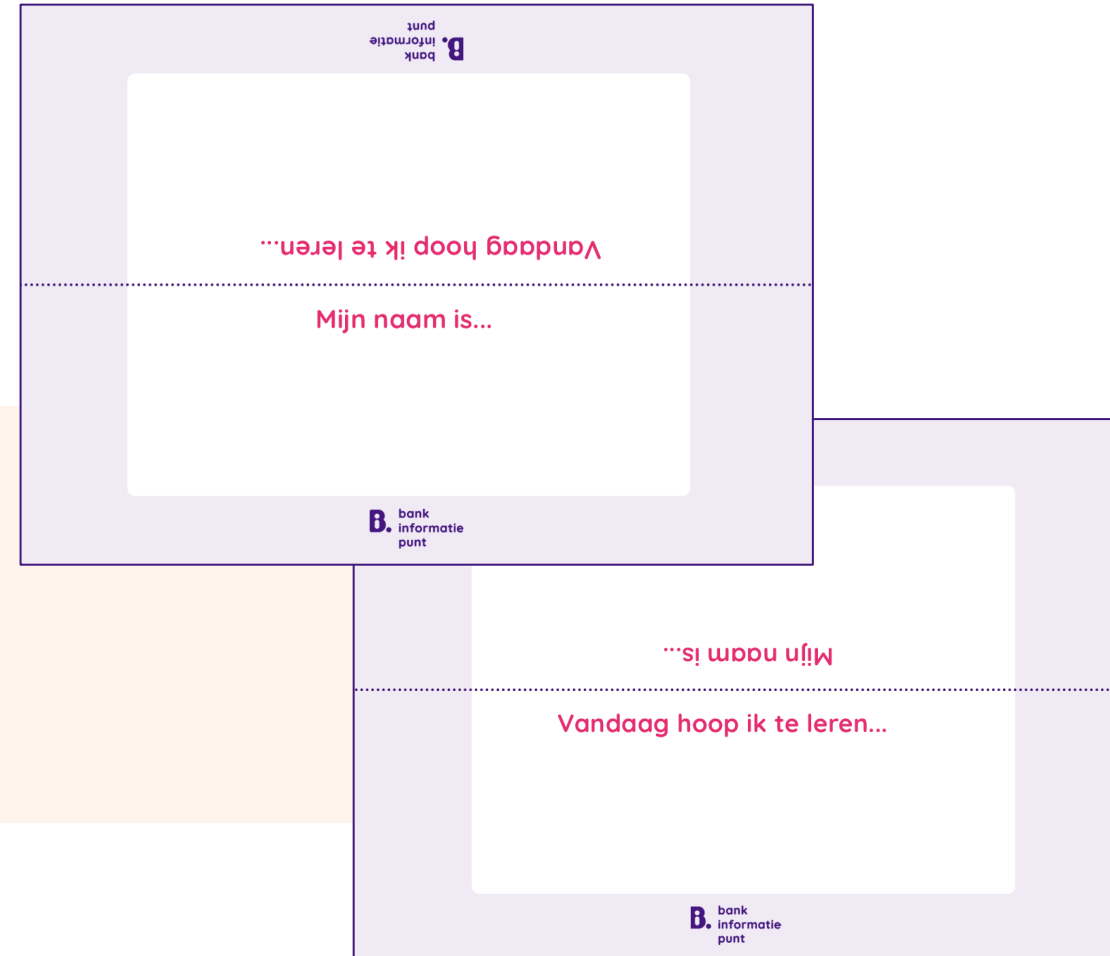 bank
informatie
punt
Vandaag hoop ik te leren...
Mijn naam is...
B. bank
informatie
punt
Mijn naam is...
Vandaag hoop ik te leren...
B. bank
informatie
punt